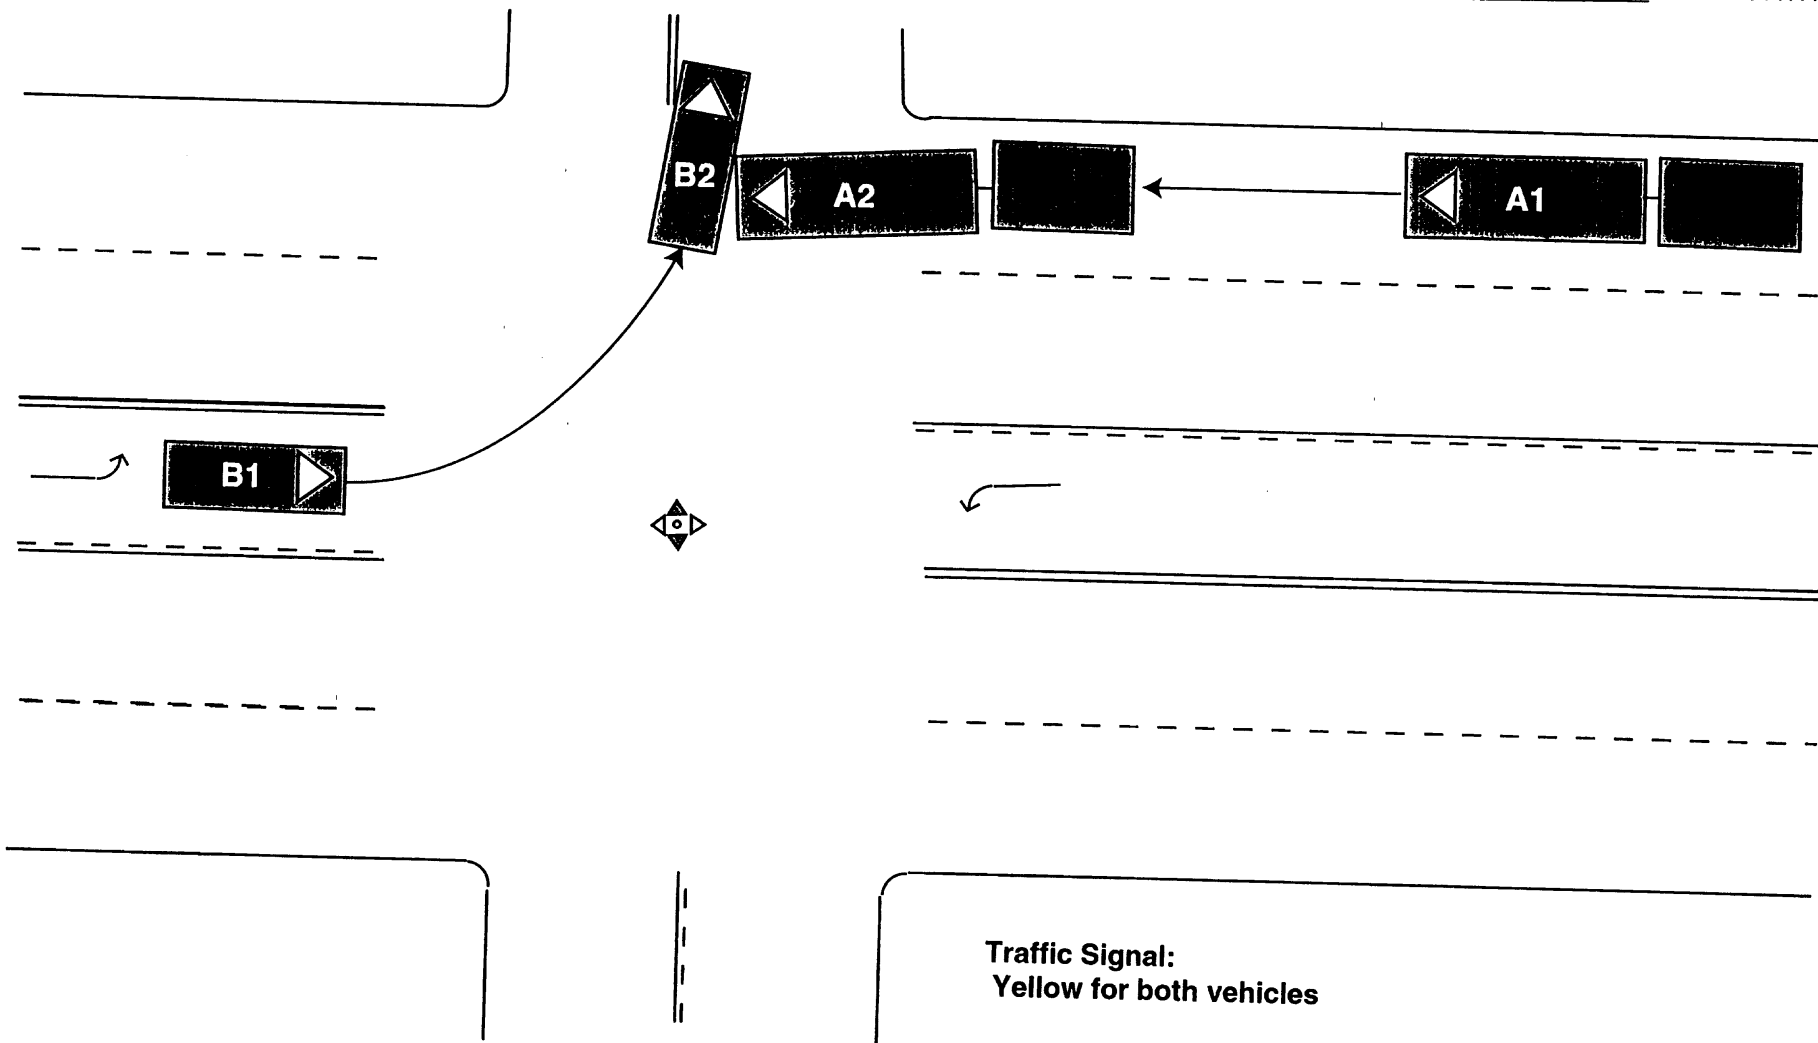 B2
A2
A1
B1
Traffic Signal:
Yellow for both vehicles